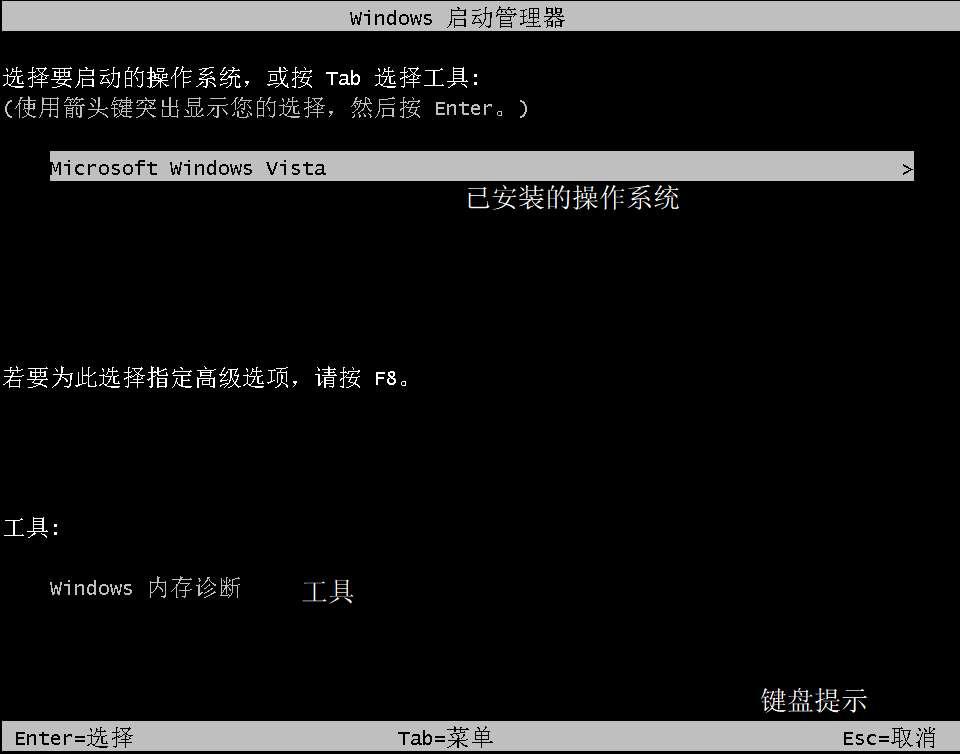 Windows 启动管理器
选择要启动的操作系统，或按 Tab 选择工具:
(使用箭头键突出显示您的选择，然后按 Enter。)
Microsoft Windows Vista >
已安装的操作系统
若要为此选择指定高级选项，请按 F8。
工具:
Windows 内存诊断 工具
键盘提示
Enter=选择 Tab=菜单 Esc=取消